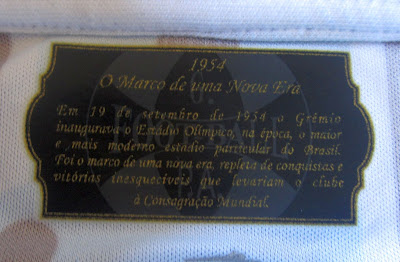 1954
O Marco de uma Nova Era
Em 19 de setembro de 1954 o Grêmio
inaugurava o Estádio Olímpico, na época, o maior
e mais moderno estádio particular do Brasil.
Foi o marco de uma nova era, repleta de conquistas e
vitórias inesquecíveis que levariam o clube
à Consagração Mundial.